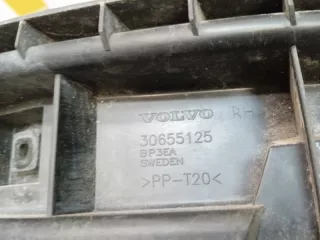 VOLVO RH
30655125
BP3EA
SWEDEN
>PP-T20<